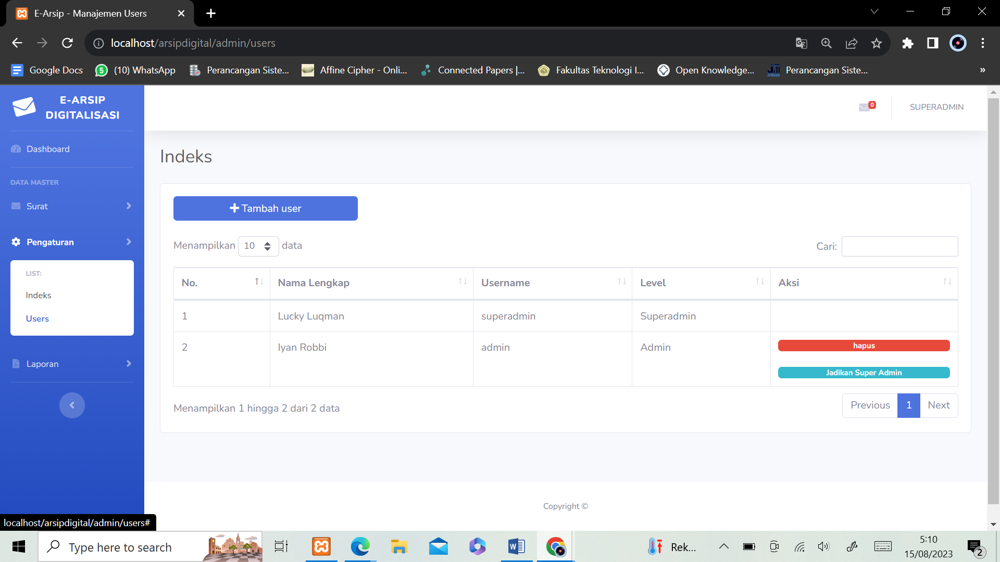 E-Arsip - Manajemen Users
localhost/arsipdigital/admin/users
Google Docs
5
(10) WhatsApp
Perancangan Siste...
Affine Cipher - Onli...
Connected Papers |...
Fakultas Teknologi I...
Open Knowledge...
Perancangan Siste...
»
E-ARSIP
DIGITALISASI
0
SUPERADMIN
Dashboard
DATA MASTER
Surat
Pengaturan
LIST:
Indeks
Users
Laporan
Indeks
Tambah user
Menampilkan 10 data
Cari:
No. Nama Lengkap Username Level Aksi
1 Lucky Luqman superadmin Superadmin
2 Iyan Robbi admin Admin hapus
Jadikan Super Admin
Menampilkan 1 hingga 2 dari 2 data
Previous 1 Next
Copyright ©
localhost/arsipdigital/admin/users#
Type here to search
Rek...
5:10
15/08/2023
2